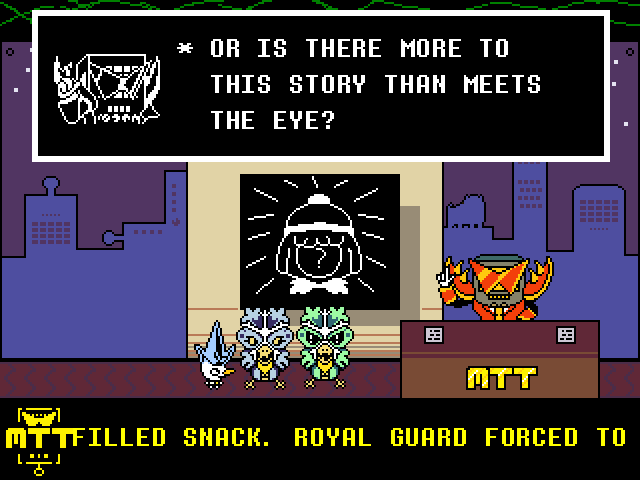 * OR IS THERE MORE TO
THIS STORY THAN MEETS
THE EYE?
?
MTT
MTT FILLED SNACK. ROYAL GUARD FORCED TO